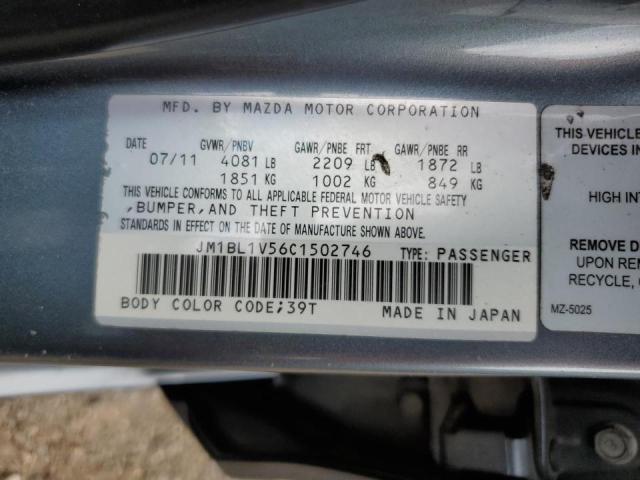 MFD. BY MAZDA MOTOR CORPORATION
DATE GVWR/PNBV GAWR/PNBE FRT GAWR/PNBE RR
07/11 4081 LB 2209 LB 1872 LB
1851 KG 1002 KG 849 KG
THIS VEHICLE CONFORMS TO ALL APPLICABLE FEDERAL MOTOR VEHICLE SAFETY
,BUMPER,AND THEFT PREVENTION
STANDARDS IN EFFECT ON THE DATE OF MANUFACTURE SHOWN ABOVE.
JM1BL1V56C1502746 TYPE: PASSENGER
BODY COLOR CODE;39T MADE IN JAPAN
THIS VEHICLE
DEVICES IN
HIGH INT
REMOVE D
UPON REM
RECYCLE,
MZ-5025